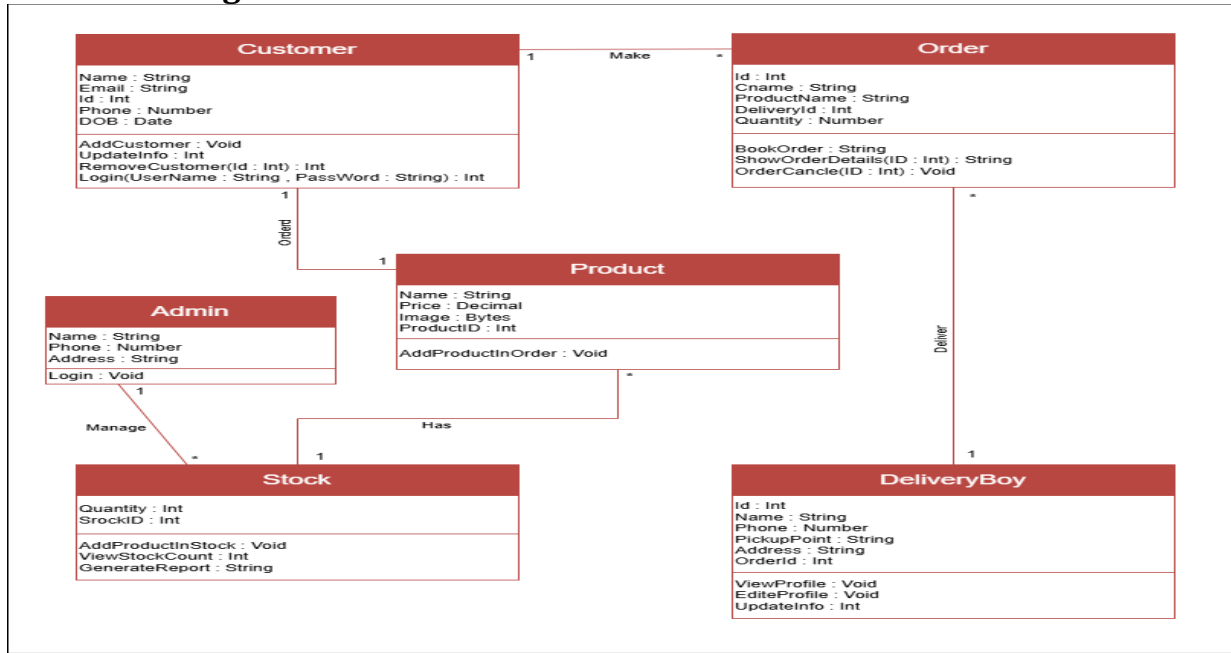 Customer
Name : String
Email : String
Id : Int
Phone : Number
DOB : Date
AddCustomer : Void
UpdateInfo : Int
RemoveCustomer(Id : Int) : Int
Login(UserName : String , PassWord : String) : Int
1
Make
*
Order
Id : Int
Cname : String
ProductName : String
DeliveryId : Int
Quantity : Number
BookOrder : String
ShowOrderDetails(ID : Int) : String
OrderCancle(ID : Int) : Void
1
Orderd
1
Product
Name : String
Price : Decimal
Image : Bytes
ProductID : Int
AddProductInOrder : Void
*
Deliver
1
Admin
Name : String
Phone : Number
Address : String
Login : Void
1
Manage
*
*
Has
1
Stock
Quantity : Int
SrockID : Int
AddProductInStock : Void
ViewStockCount : Int
GenerateReport : String
DeliveryBoy
Id : Int
Name : String
Phone : Number
PickupPoint : String
Address : String
OrderId : Int
ViewProfile : Void
EditeProfile : Void
UpdateInfo : Int